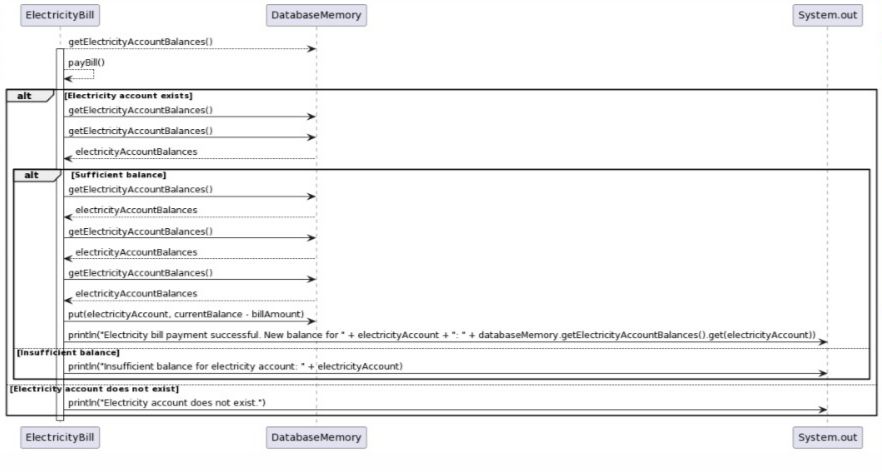 ElectricityBill DatabaseMemory System.out
getElectricityAccountBalances()
payBill()
alt [Electricity account exists]
getElectricityAccountBalances()
getElectricityAccountBalances()
electricityAccountBalances
alt [Sufficient balance]
getElectricityAccountBalances()
electricityAccountBalances
getElectricityAccountBalances()
electricityAccountBalances
getElectricityAccountBalances()
electricityAccountBalances
put(electricityAccount, currentBalance - billAmount)
println("Electricity bill payment successful. New balance for " + electricityAccount + ": " + databaseMemory.getElectricityAccountBalances().get(electricityAccount))
[Insufficient balance]
println("Insufficient balance for electricity account: " + electricityAccount)
[Electricity account does not exist]
println("Electricity account does not exist.")
ElectricityBill DatabaseMemory System.out